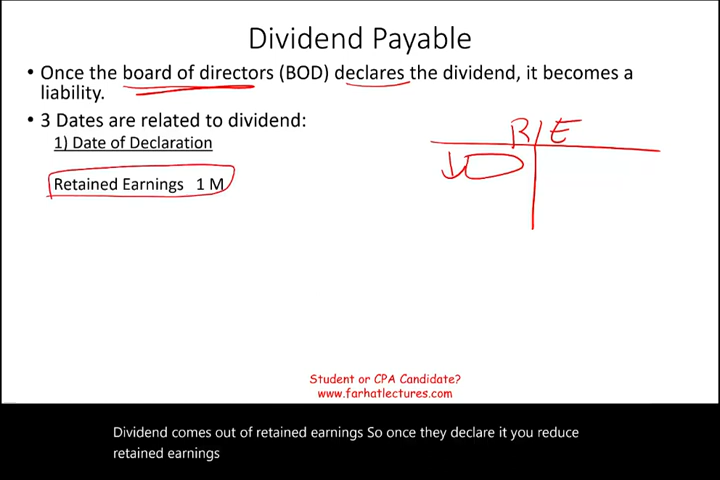 Dividend Payable
• Once the board of directors (BOD) declares the dividend, it becomes a
liability.
• 3 Dates are related to dividend:
1) Date of Declaration
R/E
Retained Earnings 1 M
Student or CPA Candidate?
www.farhatlectures.com
Dividend comes out of retained earnings So once they declare it you reduce
retained earnings